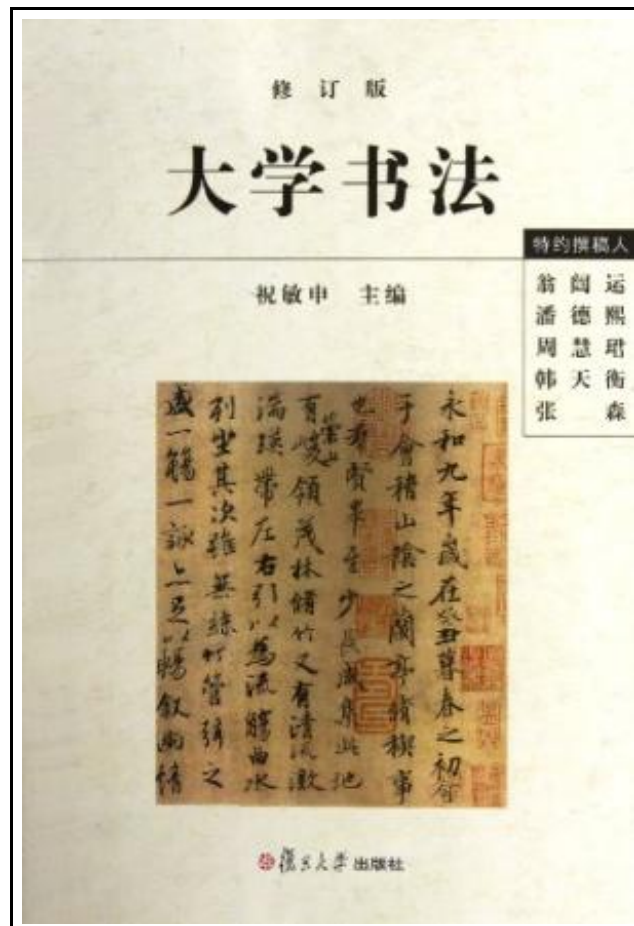 修订版
大学书法
祝敏申 主编
特约撰稿人
翁闿运
潘德熙
周慧珺
韩天衡
张森
永和九年歲在癸丑暮春之初會
于會稽山陰之蘭亭脩稧事
也羣賢畢至少長咸集此地
崇山
有峻領茂林脩竹又有清流激
湍暎帶左右引以為流觴曲水
列坐其次雖無絲竹管弦之
盛一觴一詠亦足以暢敘幽情
復旦大学出版社